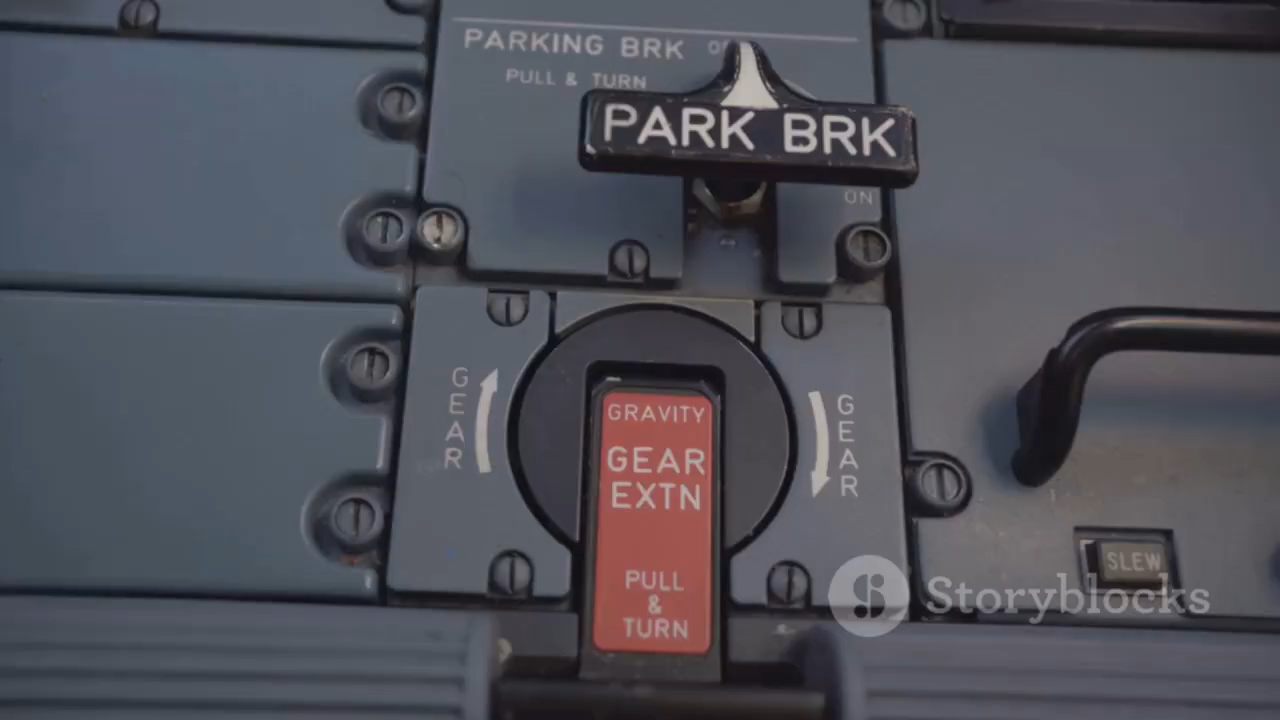 PARKING BRK
PULL & TURN
PARK BRK
ON
GEAR
GRAVITY
GEAR
EXTN
PULL
&
TURN
GEAR
SLEW
Storyblocks